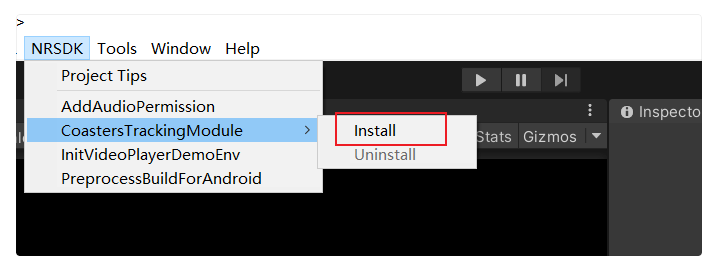 >
NRSDK Tools Window Help
Project Tips
AddAudioPermission
CoastersTrackingModule > Install
Stats Gizmos
Inspecto
InitVideoPlayerDemoEnv
Uninstall
PreprocessBuildForAndroid